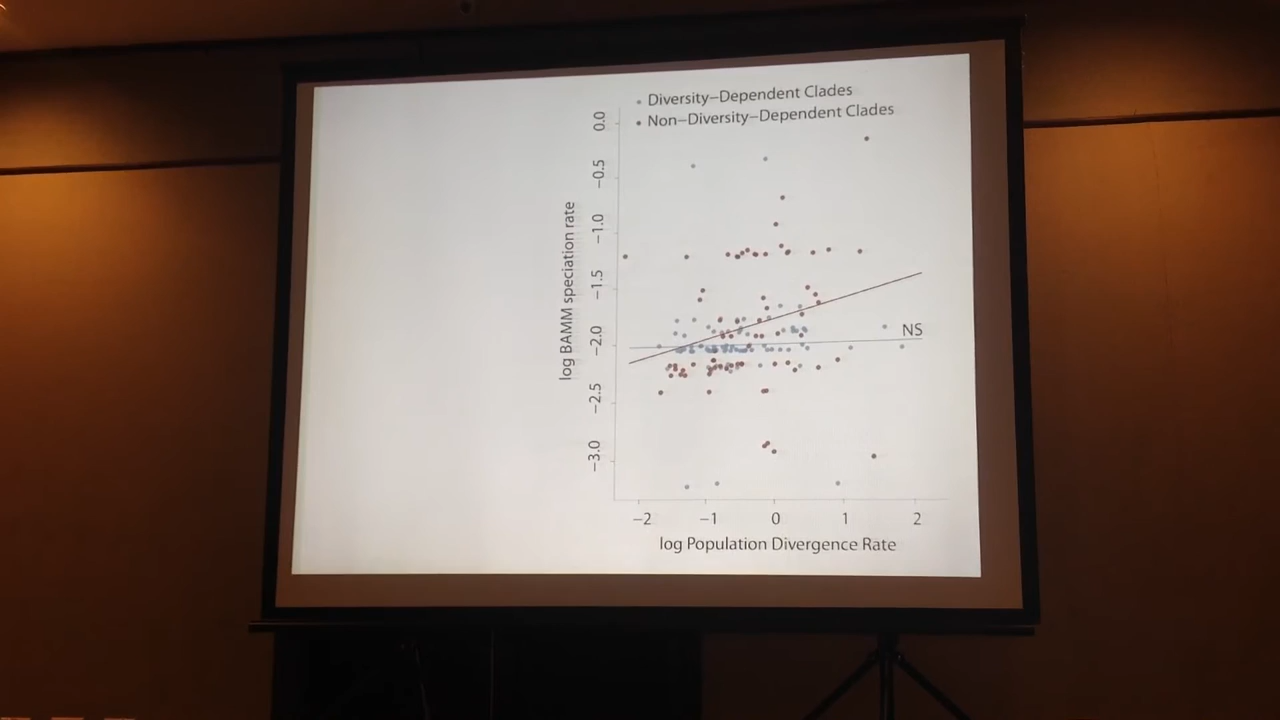 Diversity–Dependent Clades
Non–Diversity–Dependent Clades
0.0
−0.5
−1.0
−1.5
−2.0
−2.5
−3.0
log BAMM speciation rate
NS
−2 −1 0 1 2
log Population Divergence Rate